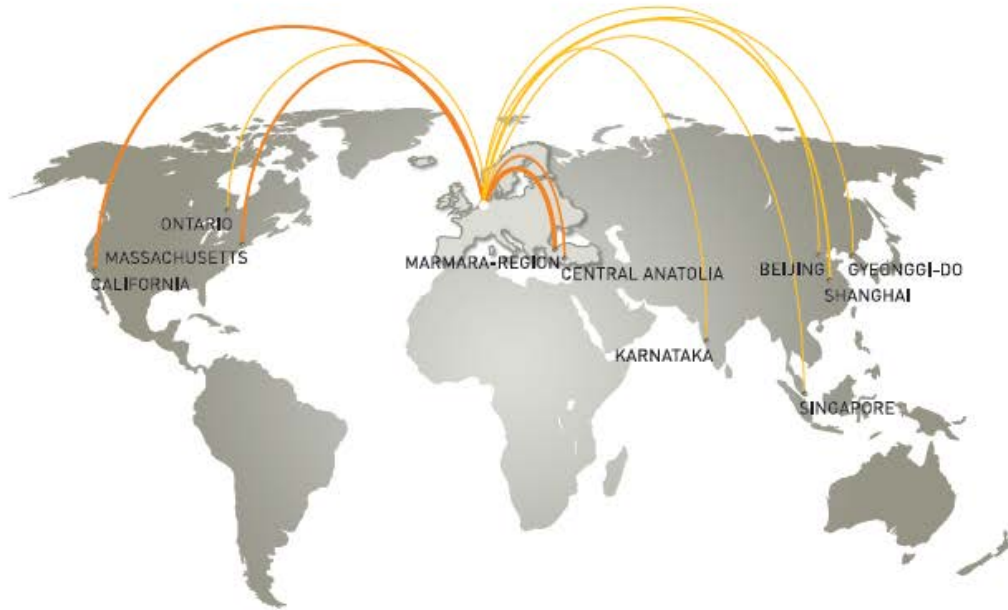 ONTARIO
MASSACHUSETTS
CALIFORNIA
MARMARA-REGION
CENTRAL ANATOLIA
BEIJING
GYEONGGI-DO
SHANGHAI
KARNATAKA
SINGAPORE